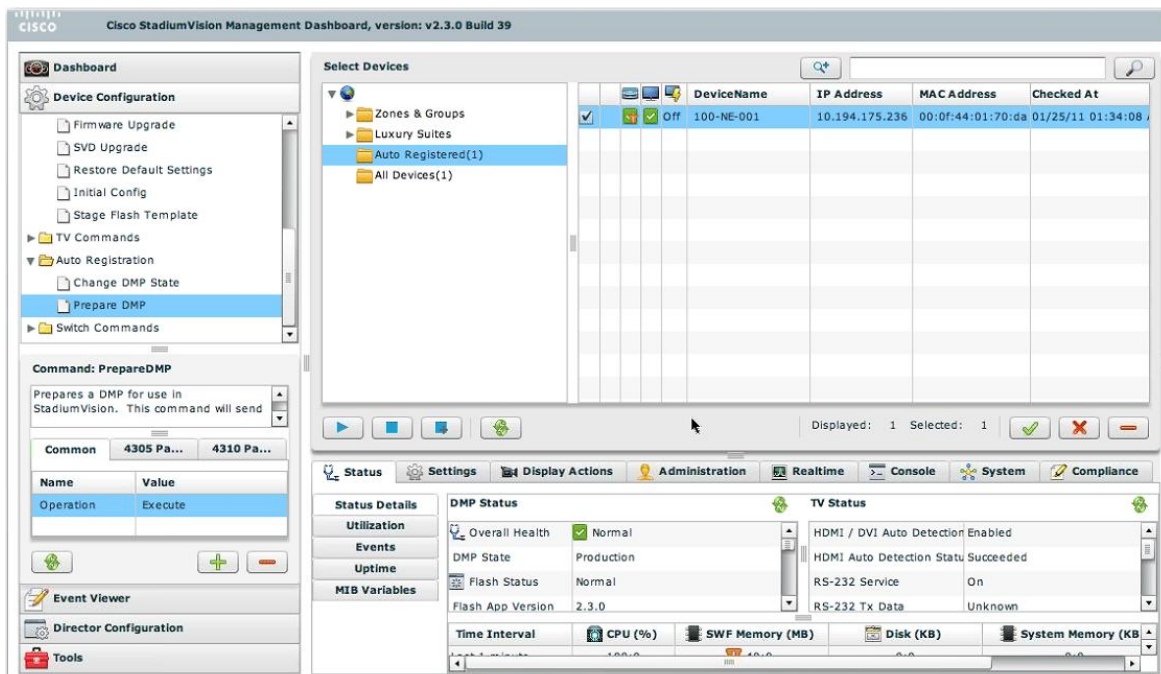 CISCO
Cisco StadiumVision Management Dashboard, version: v2.3.0 Build 39
Dashboard
Device Configuration
Firmware Upgrade
SVD Upgrade
Restore Default Settings
Initial Config
Stage Flash Template
TV Commands
Auto Registration
Change DMP State
Prepare DMP
Switch Commands
Command: PrepareDMP
Prepares a DMP for use in
StadiumVision. This command will send
Common 4305 Pa... 4310 Pa...
Name Value
Operation Execute
Event Viewer
Director Configuration
Tools
Select Devices
Zones & Groups
Luxury Suites
Auto Registered(1)
All Devices(1)
DeviceName IP Address MAC Address Checked At
Off 100-NE-001 10.194.175.236 00:0f:44:01:70:da 01/25/11 01:34:08
Displayed: 1 Selected: 1
Status Settings Display Actions Administration Realtime Console System Compliance
Status Details
Utilization
Events
Uptime
MIB Variables
DMP Status
Overall Health Normal
DMP State Production
Flash Status Normal
Flash App Version 2.3.0
TV Status
HDMI / DVI Auto Detection Enabled
HDMI Auto Detection Statu Succeeded
RS-232 Service On
RS-232 Tx Data Unknown
Time Interval CPU (%) SWF Memory (MB) Disk (KB) System Memory (KB